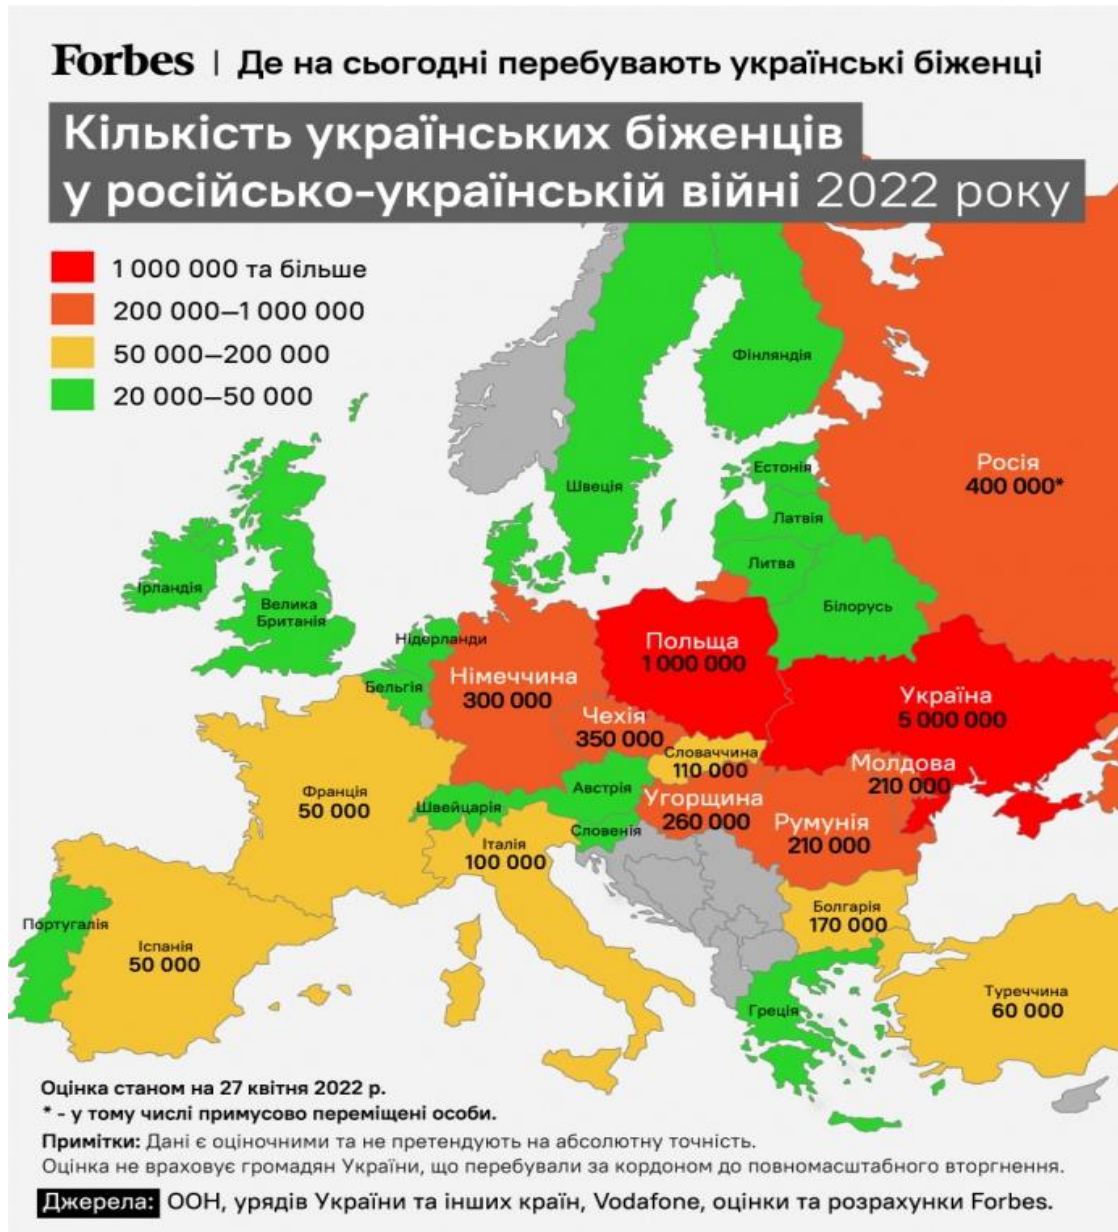 Forbes | Де на сьогодні перебувають українські біженці
Кількість українських біженців
у російсько-українській війні 2022 року
1 000 000 та більше
200 000—1 000 000
50 000—200 000
20 000—50 000
Фінляндія
Росія
400 000*
Естонія
Швеція
Латвія
Литва
Ірландія
Велика
Британія
Білорусь
Нідерланди
Польща
1 000 000
Бельгія
Німеччина
300 000
Україна
5 000 000
Чехія
350 000
Словаччина
110 000
Молдова
210 000
Франція
50 000
Швейцарія
Австрія
Угорщина
260 000
Румунія
210 000
Словенія
Італія
100 000
Болгарія
170 000
Португалія
Іспанія
50 000
Туреччина
60 000
Греція
Оцінка станом на 27 квітня 2022 р.
* - у тому числі примусово переміщені особи.
Примітки: Дані є оціночними та не претендують на абсолютну точність.
Оцінка не враховує громадян України, що перебували за кордоном до повномасштабного вторгнення.
Джерела: ООН, урядів України та інших країн, Vodafone, оцінки та розрахунки Forbes.